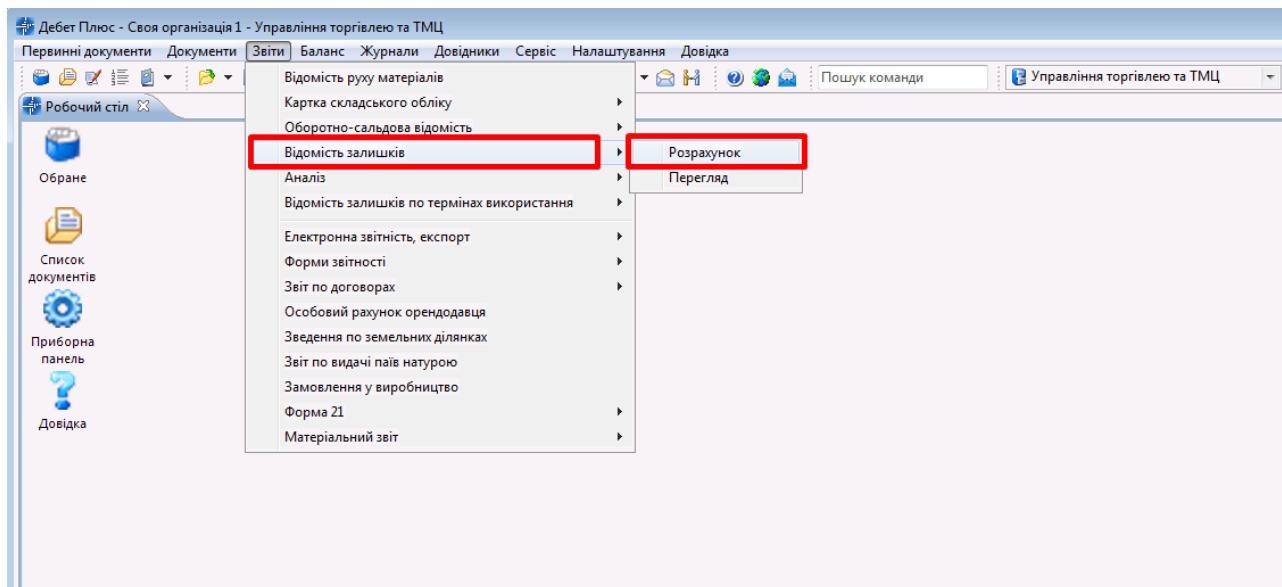 Дебет Плюс - Своя організація 1 - Управління торгівлею та ТМЦ
Первинні документи Документи Звіти Баланс Журнали Довідники Сервіс Налаштування Довідка
Пошук команди Управління торгівлею та ТМЦ
Робочий стіл
Обране
Список
документів
Приборна
панель
Довідка
Відомість руху матеріалів
Картка складського обліку
Оборотно-сальдова відомість
Відомість залишків
Аналіз
Відомість залишків по термінах використання
Електронна звітність, експорт
Форми звітності
Звіт по договорах
Особовий рахунок орендодавця
Зведення по земельних ділянках
Звіт по видачі паїв натурою
Замовлення у виробництво
Форма 21
Матеріальний звіт
Розрахунок
Перегляд